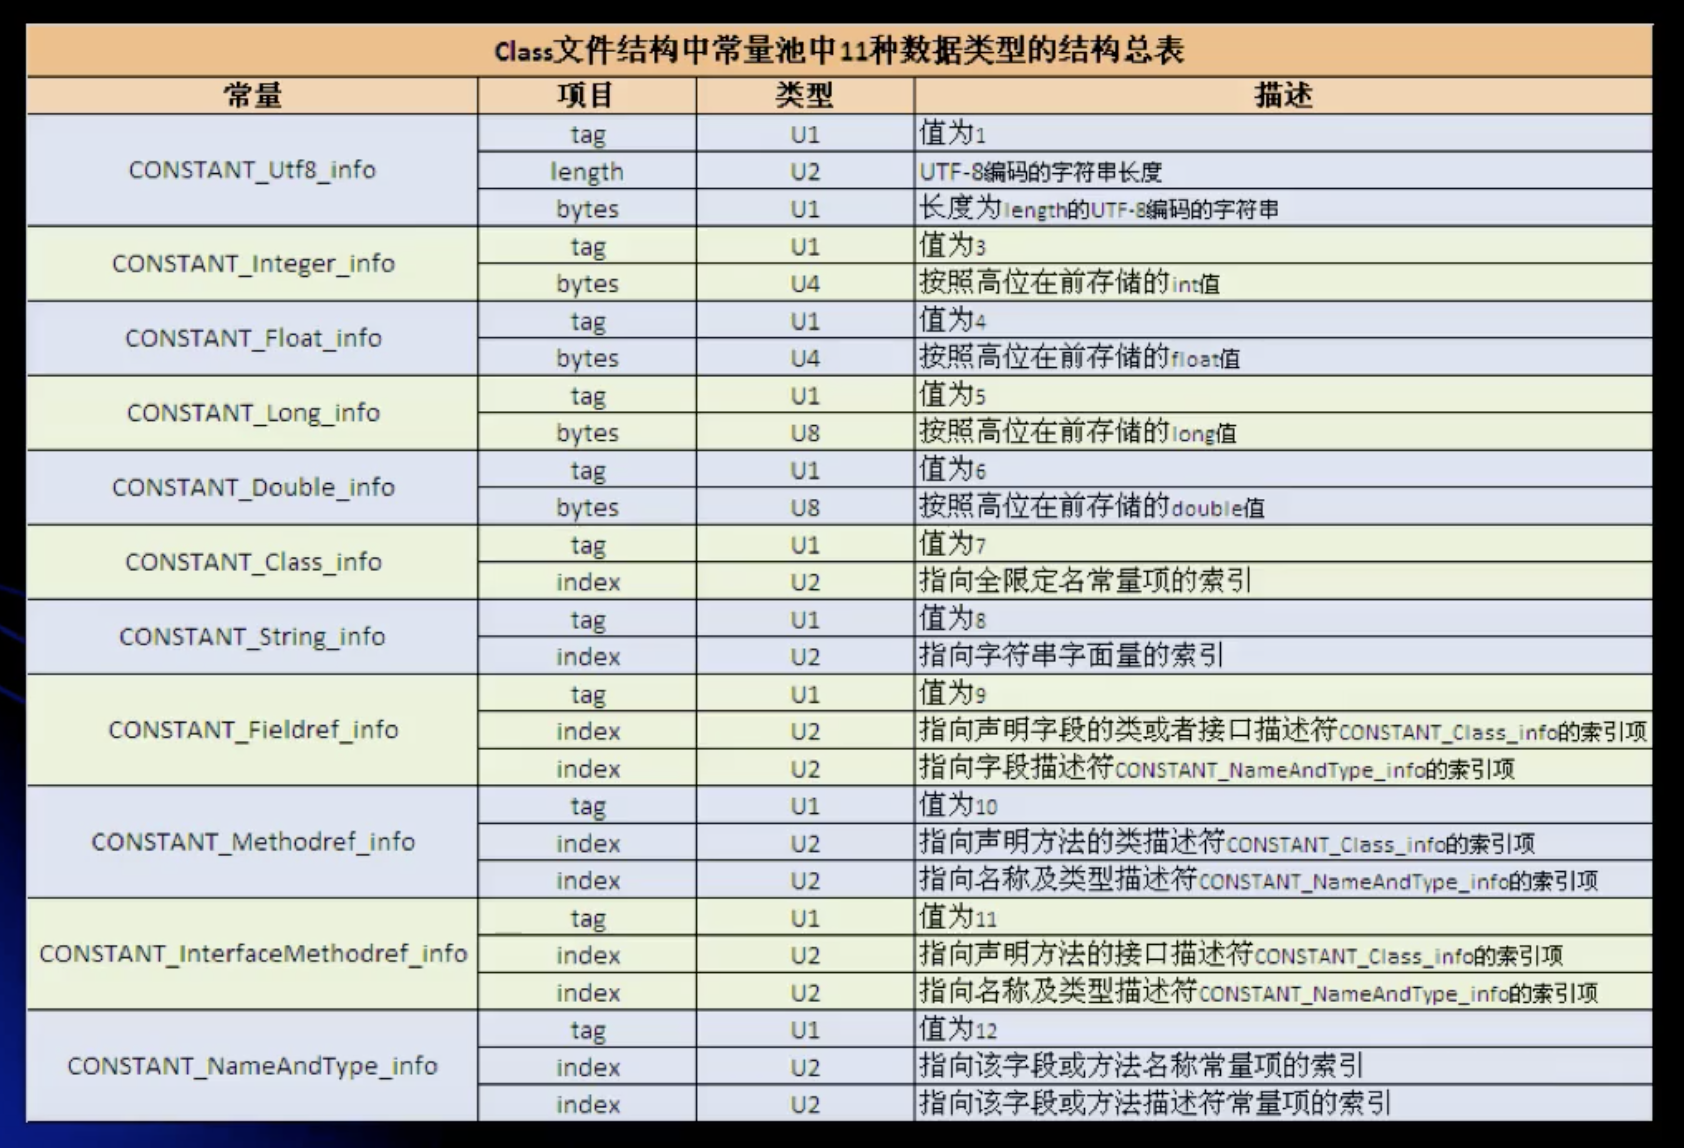 Class文件结构中常量池中11种数据类型的结构总表
常量 项目 类型 描述
CONSTANT_Utf8_info tag U1 值为1
length U2 UTF-8编码的字符串长度
bytes U1 长度为length的UTF-8编码的字符串
CONSTANT_Integer_info tag U1 值为3
bytes U4 按照高位在前存储的int值
CONSTANT_Float_info tag U1 值为4
bytes U4 按照高位在前存储的float值
CONSTANT_Long_info tag U1 值为5
bytes U8 按照高位在前存储的long值
CONSTANT_Double_info tag U1 值为6
bytes U8 按照高位在前存储的double值
CONSTANT_Class_info tag U1 值为7
index U2 指向全限定名常量项的索引
CONSTANT_String_info tag U1 值为8
index U2 指向字符串字面量的索引
CONSTANT_Fieldref_info tag U1 值为9
index U2 指向声明字段的类或者接口描述符CONSTANT_Class_info的索引项
index U2 指向字段描述符CONSTANT_NameAndType_info的索引项
CONSTANT_Methodref_info tag U1 值为10
index U2 指向声明方法的类描述符CONSTANT_Class_info的索引项
index U2 指向名称及类型描述符CONSTANT_NameAndType_info的索引项
CONSTANT_InterfaceMethodref_info tag U1 值为11
index U2 指向声明方法的接口描述符CONSTANT_Class_info的索引项
index U2 指向名称及类型描述符CONSTANT_NameAndType_info的索引项
CONSTANT_NameAndType_info tag U1 值为12
index U2 指向该字段或方法名称常量项的索引
index U2 指向该字段或方法描述符常量项的索引